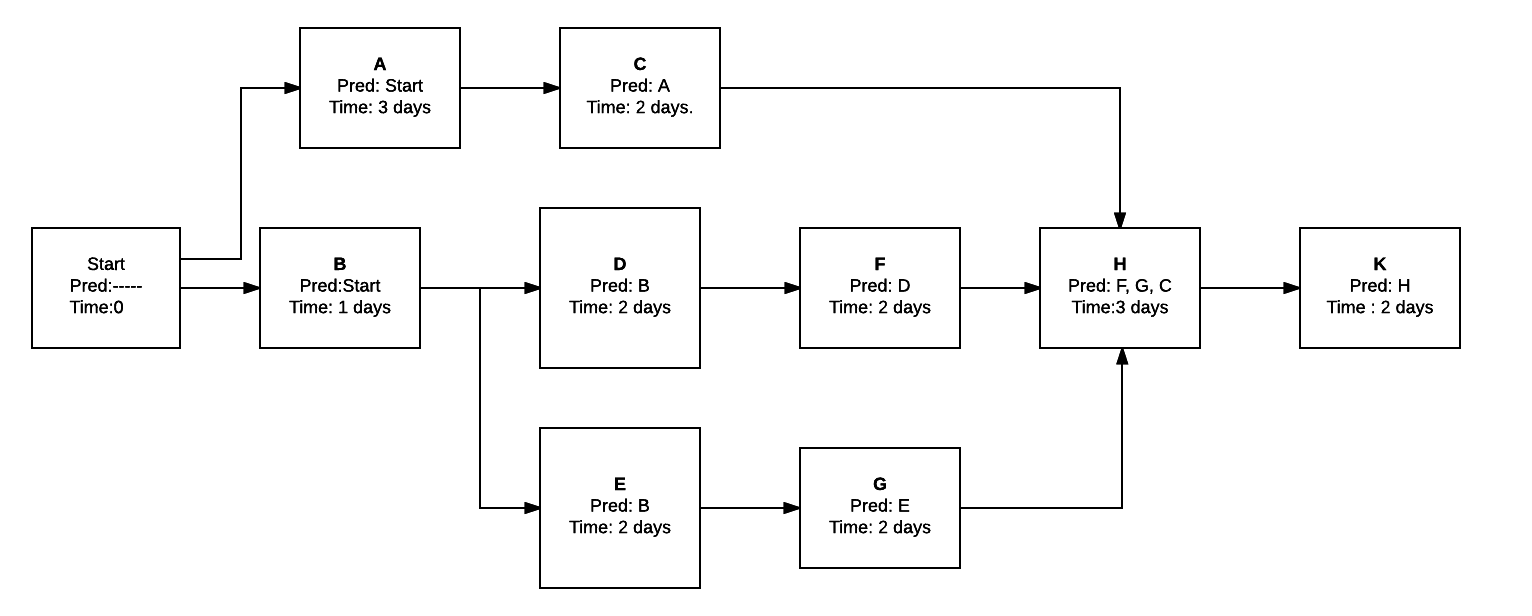 A
Pred: Start
Time: 3 days
C
Pred: A
Time: 2 days.
Start
Pred:-----
Time:0
B
Pred:Start
Time: 1 days
D
Pred: B
Time: 2 days
F
Pred: D
Time: 2 days
H
Pred: F, G, C
Time:3 days
K
Pred: H
Time : 2 days
E
Pred: B
Time: 2 days
G
Pred: E
Time: 2 days